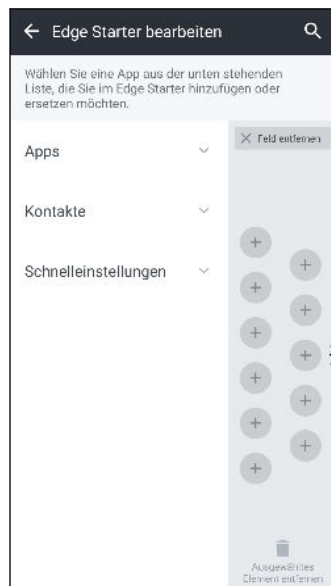 Edge Starter bearbeiten
Wählen Sie eine App aus der unten stehenden
Liste, die Sie im Edge Starter hinzufügen oder
ersetzen möchten.
Feld entfernen
Apps
Kontakte
Schnelleinstellungen
Ausgewähltes
Element entfernen